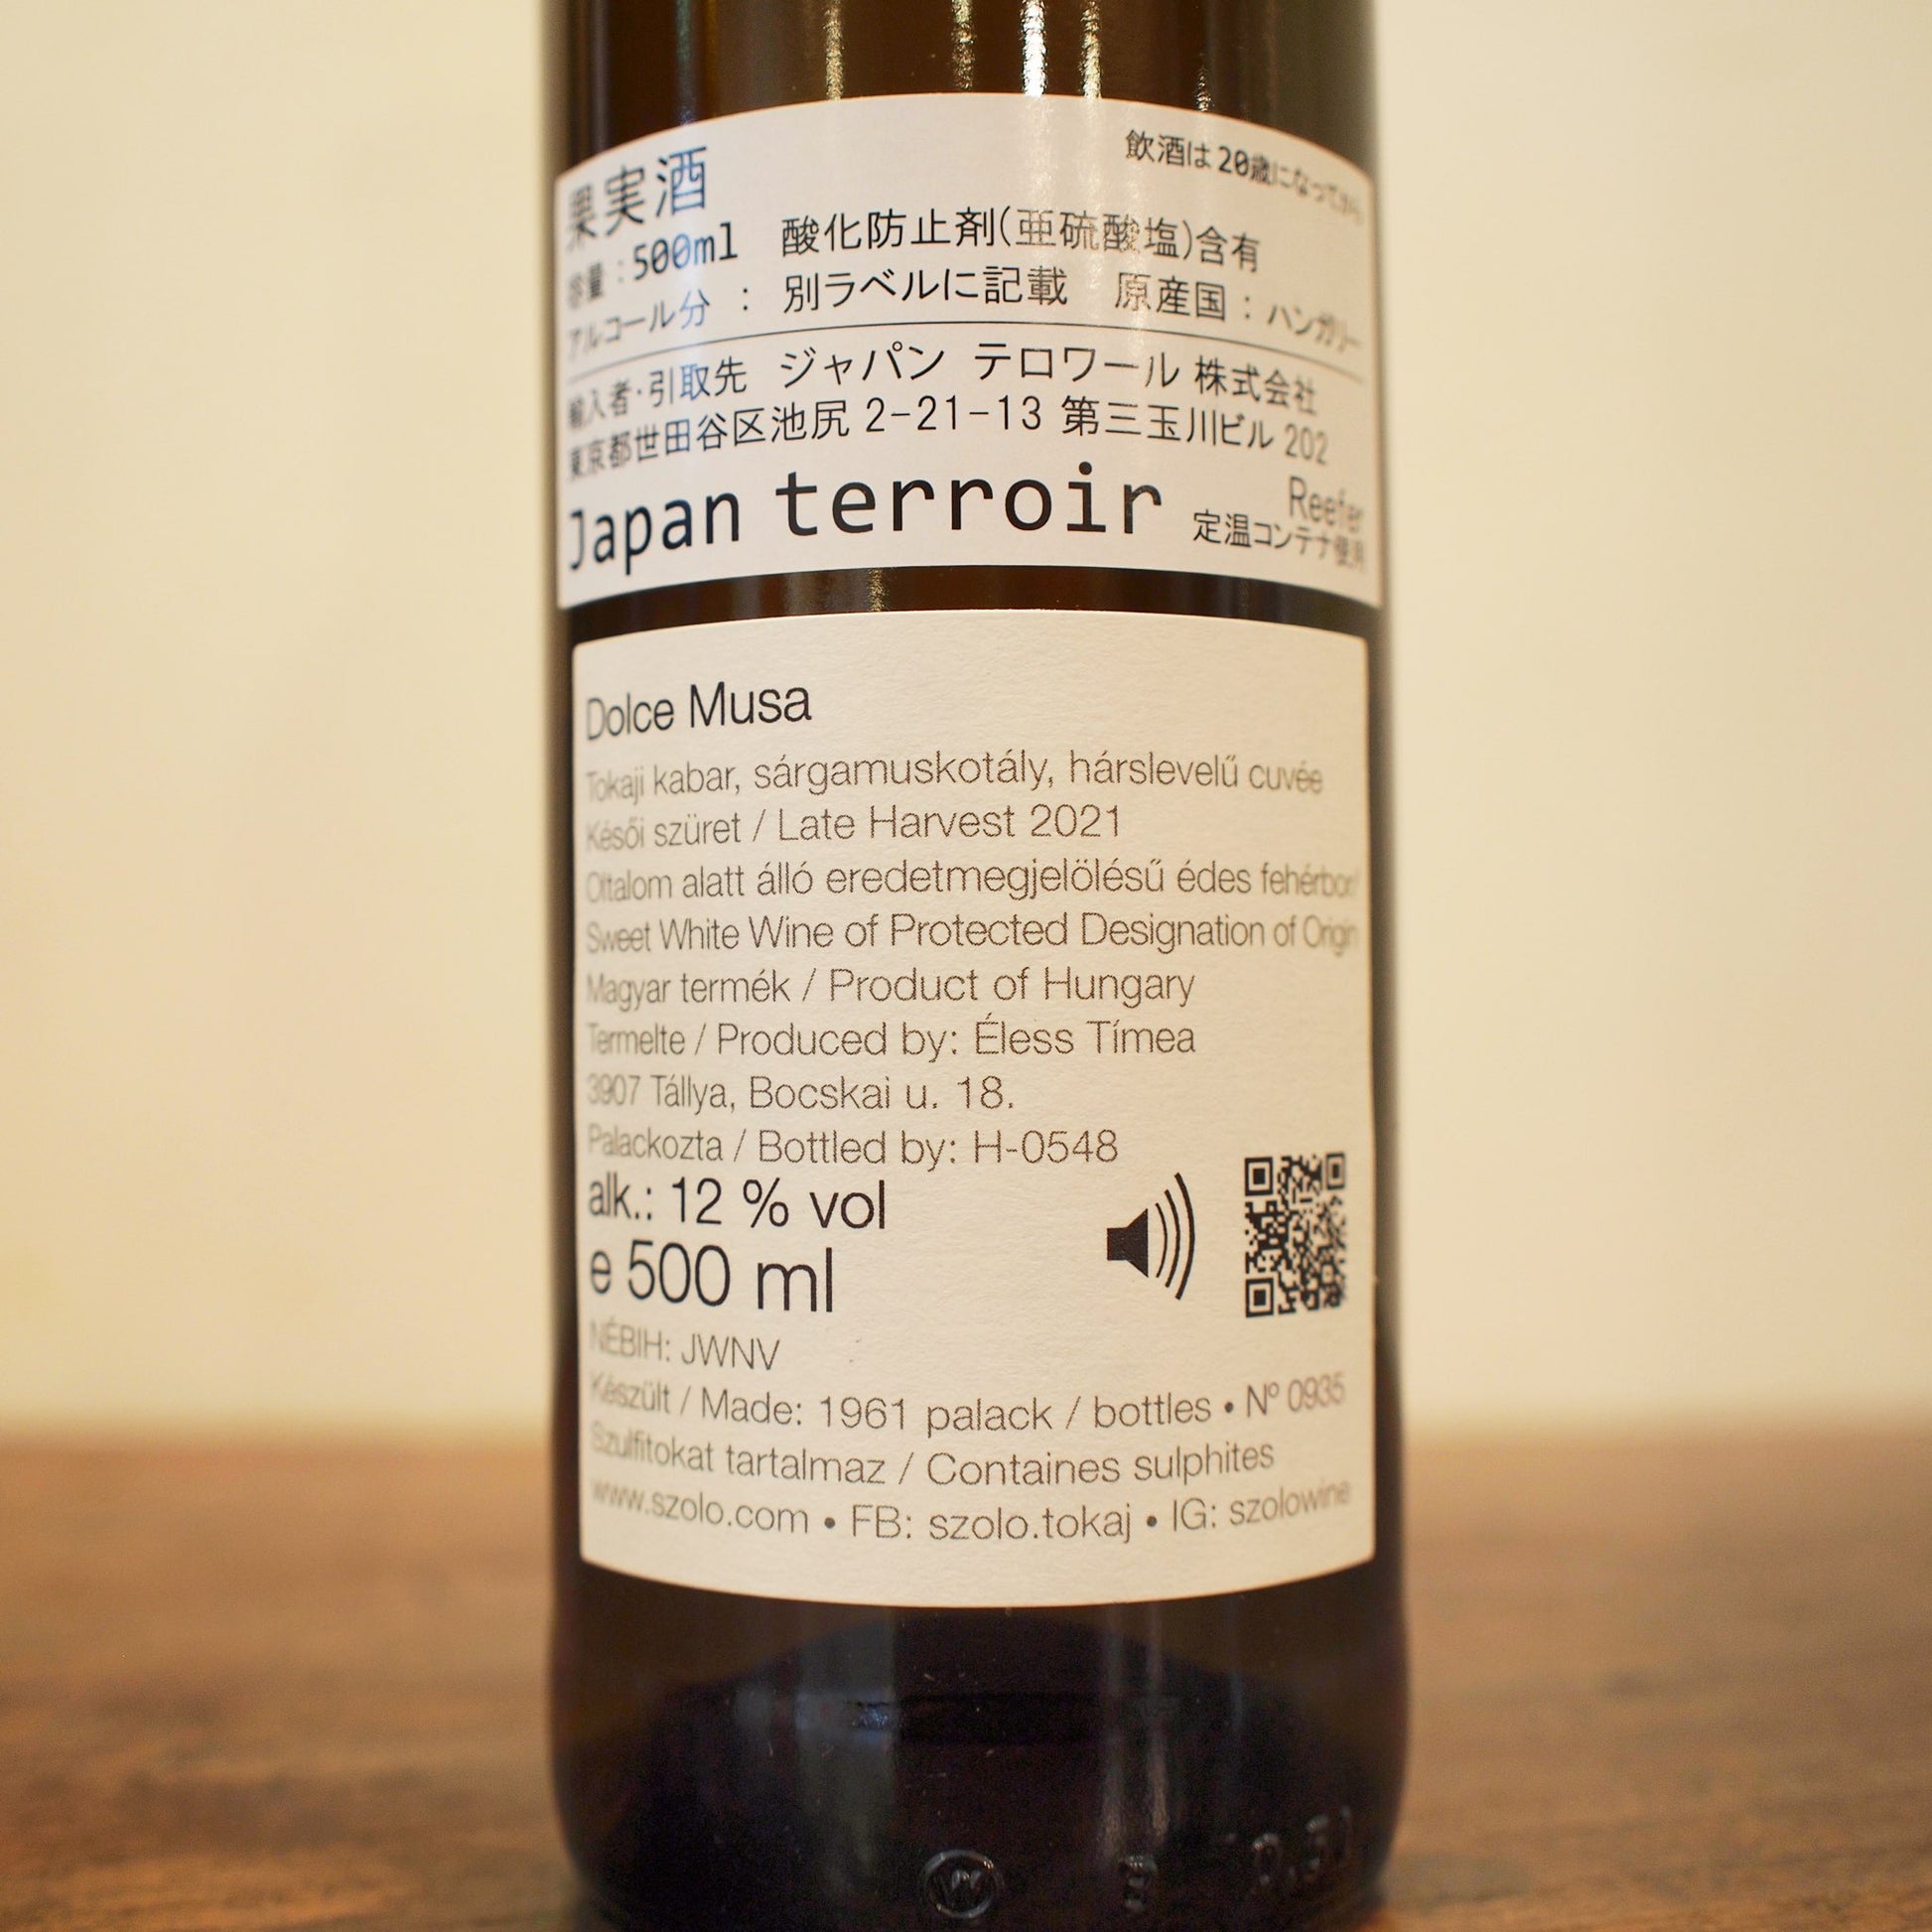 飲酒は20歳になってから
果実酒
容量：500ml 酸化防止剤(亜硫酸塩)含有
アルコール分 ： 別ラベルに記載 原産国：ハンガリー
輸入者・引取先 ジャパン テロワール 株式会社
東京都世田谷区池尻 2-21-13 第三玉川ビル 202
Japan terroir Reefer
定温コンテナ使用
Dolce Musa
Tokaji kabar, sárgamuskotály, hárslevelű cuvée
Késői szüret / Late Harvest 2021
Oltalom alatt álló eredetmegjelölésű édes fehérbor/
Sweet White Wine of Protected Designation of Origin
Magyar termék / Product of Hungary
Termelte / Produced by: Éless Tímea
3907 Tállya, Bocskai u. 18.
Palackozta / Bottled by: H-0548
alk.: 12 % vol
e 500 ml
NÉBIH: JWNV
Készült / Made: 1961 palack / bottles • Nº 0935
Szulfitokat tartalmaz / Containes sulphites
www.szolo.com • FB: szolo.tokaj • IG: szolowine
W